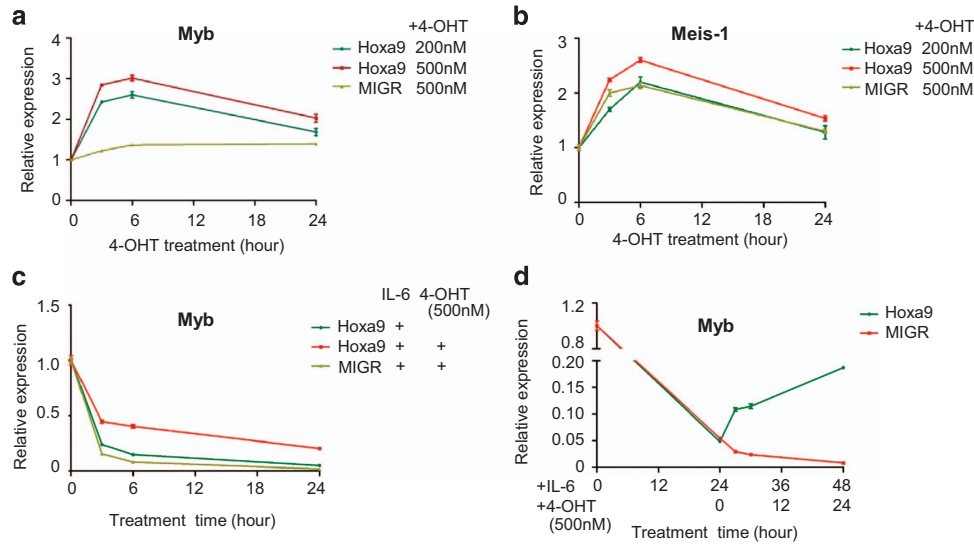 a
Myb
+4-OHT
Hoxa9 200nM
Hoxa9 500nM
MIGR 500nM
Relative expression
4
3
2
1
0
0 6 12 18 24
4-OHT treatment (hour)
b
Meis-1
+4-OHT
Hoxa9 200nM
Hoxa9 500nM
MIGR 500nM
Relative expression
3
2
1
0
0 6 12 18 24
4-OHT treatment (hour)
c
Myb
IL-6 4-OHT
(500nM)
Hoxa9 +
Hoxa9 + +
MIGR + +
Relative expression
1.5
1.0
0.5
0
0 6 12 18 24
Treatment time (hour)
d
Myb
Hoxa9
MIGR
Relative expression
1.2
0.8
0.20
0.15
0.10
0.05
0
+IL-6 0 12 24 36 48
+4-OHT 0 12 24
(500nM)
Treatment time (hour)